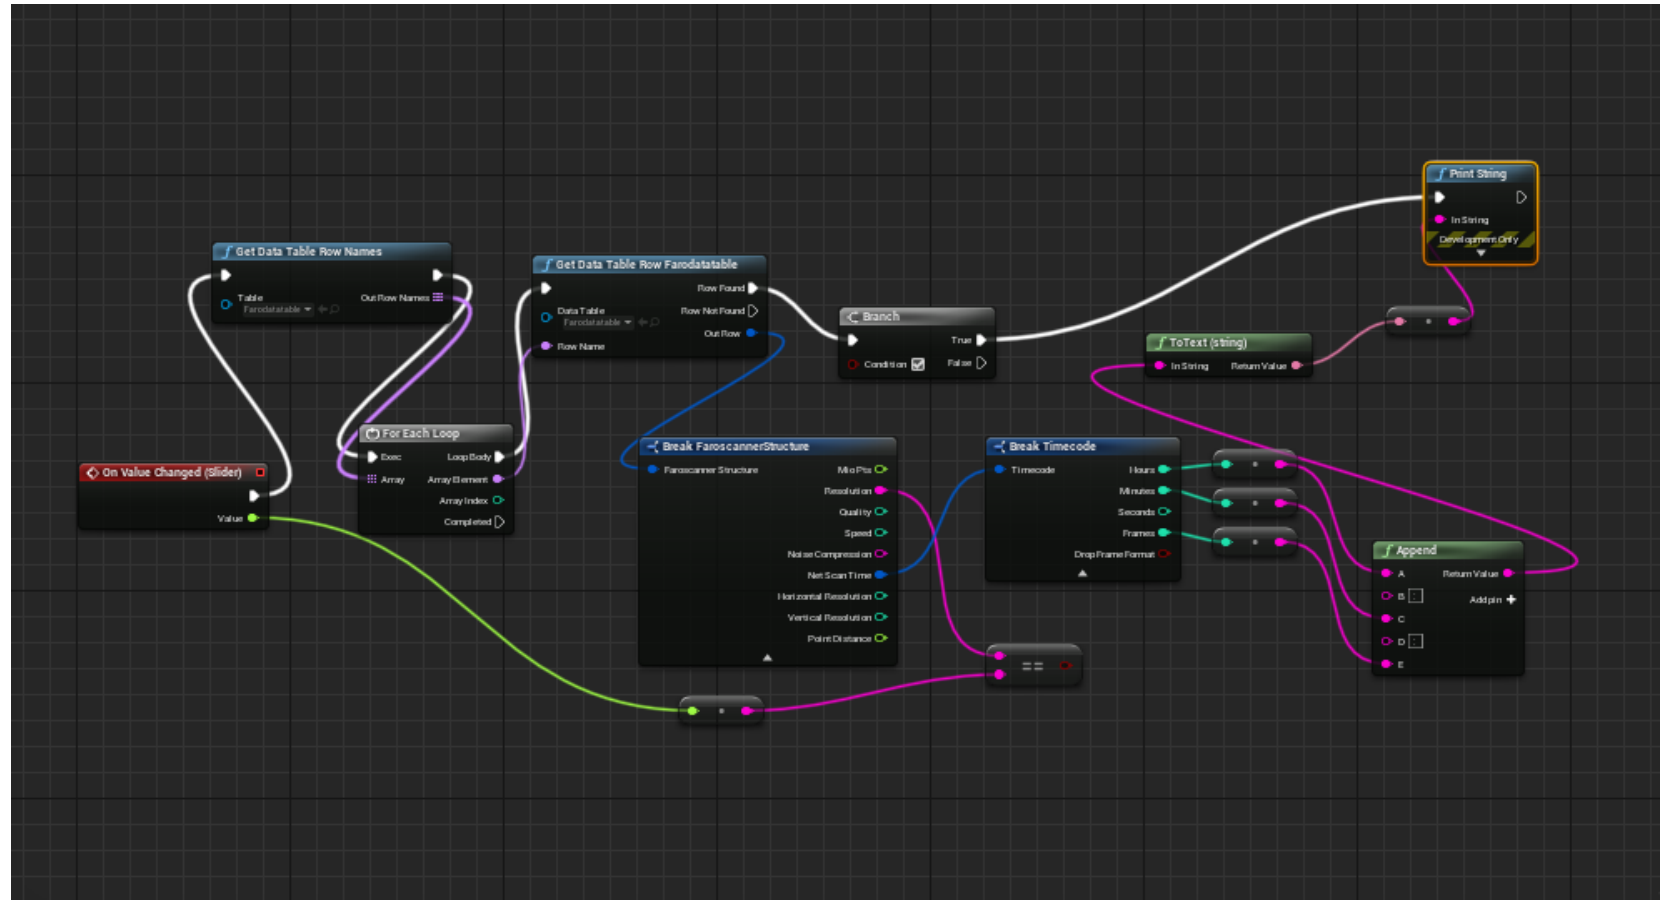 Print String
In String
Development Only
Get Data Table Row Names
Table
Farodatatable
Out Row Names
Get Data Table Row Farodatatable
Row Found
Data Table
Farodatatable
Row Not Found
Out Row
Row Name
Branch
True
Condition
False
ToText (string)
In String
Return Value
On Value Changed (Slider)
Value
For Each Loop
Exec
Loop Body
Array
Array Element
Array Index
Completed
Break FaroscannerStructure
Faroscanner Structure
Mio Pts
Resolution
Quality
Speed
Noise Compression
Net Scan Time
Horizontal Resolution
Vertical Resolution
Point Distance
Break Timecode
Timecode
Hours
Minutes
Seconds
Frames
Drop Frame Format
==
Append
A
Return Value
B :
Add pin +
C
D :
E